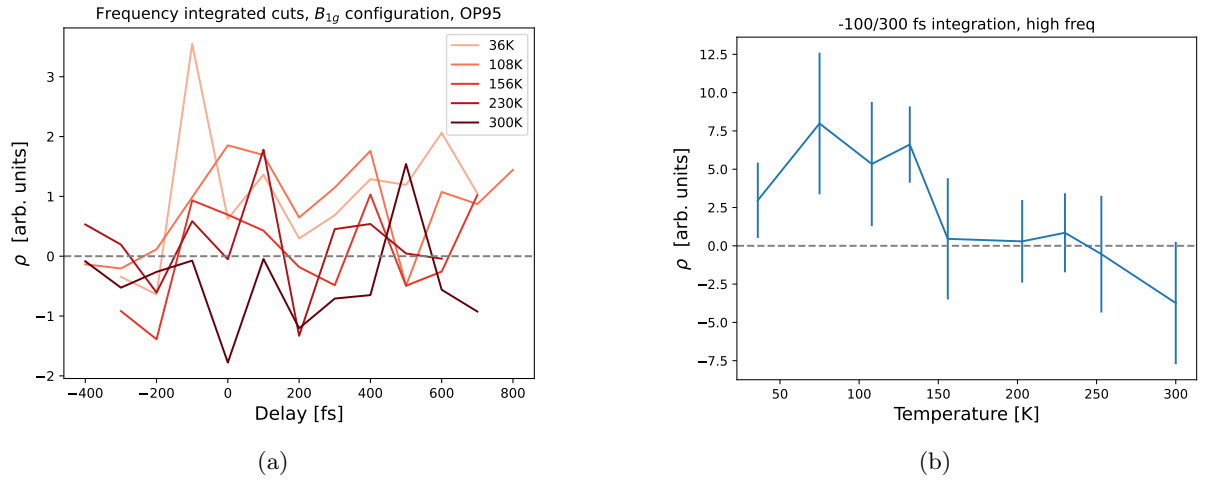 Frequency integrated cuts, B1g configuration, OP95
36K
108K
156K
230K
300K
ρ [arb. units]
3
2
1
0
−1
−2
−400 −200 0 200 400 600 800
Delay [fs]
(a)
-100/300 fs integration, high freq
ρ [arb. units]
12.5
10.0
7.5
5.0
2.5
0.0
−2.5
−5.0
−7.5
50 100 150 200 250 300
Temperature [K]
(b)